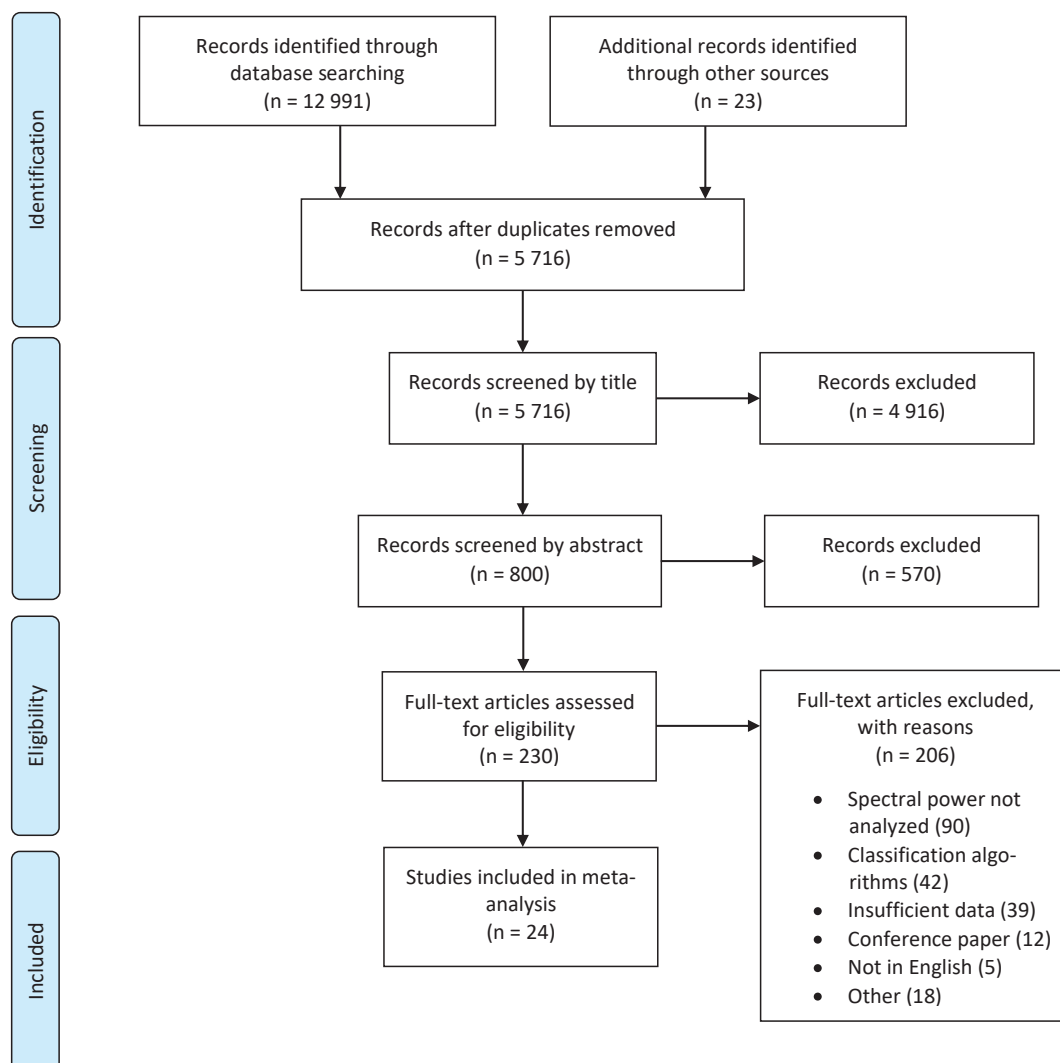 Identification
Records identified through
database searching
(n = 12 991)
Additional records identified
through other sources
(n = 23)
Records after duplicates removed
(n = 5 716)
Screening
Records screened by title
(n = 5 716)
Records excluded
(n = 4 916)
Records screened by abstract
(n = 800)
Records excluded
(n = 570)
Eligibility
Full-text articles assessed
for eligibility
(n = 230)
Full-text articles excluded,
with reasons
(n = 206)
• Spectral power not
analyzed (90)
• Classification algo-
rithms (42)
• Insufficient data (39)
• Conference paper (12)
• Not in English (5)
• Other (18)
Included
Studies included in meta-
analysis
(n = 24)